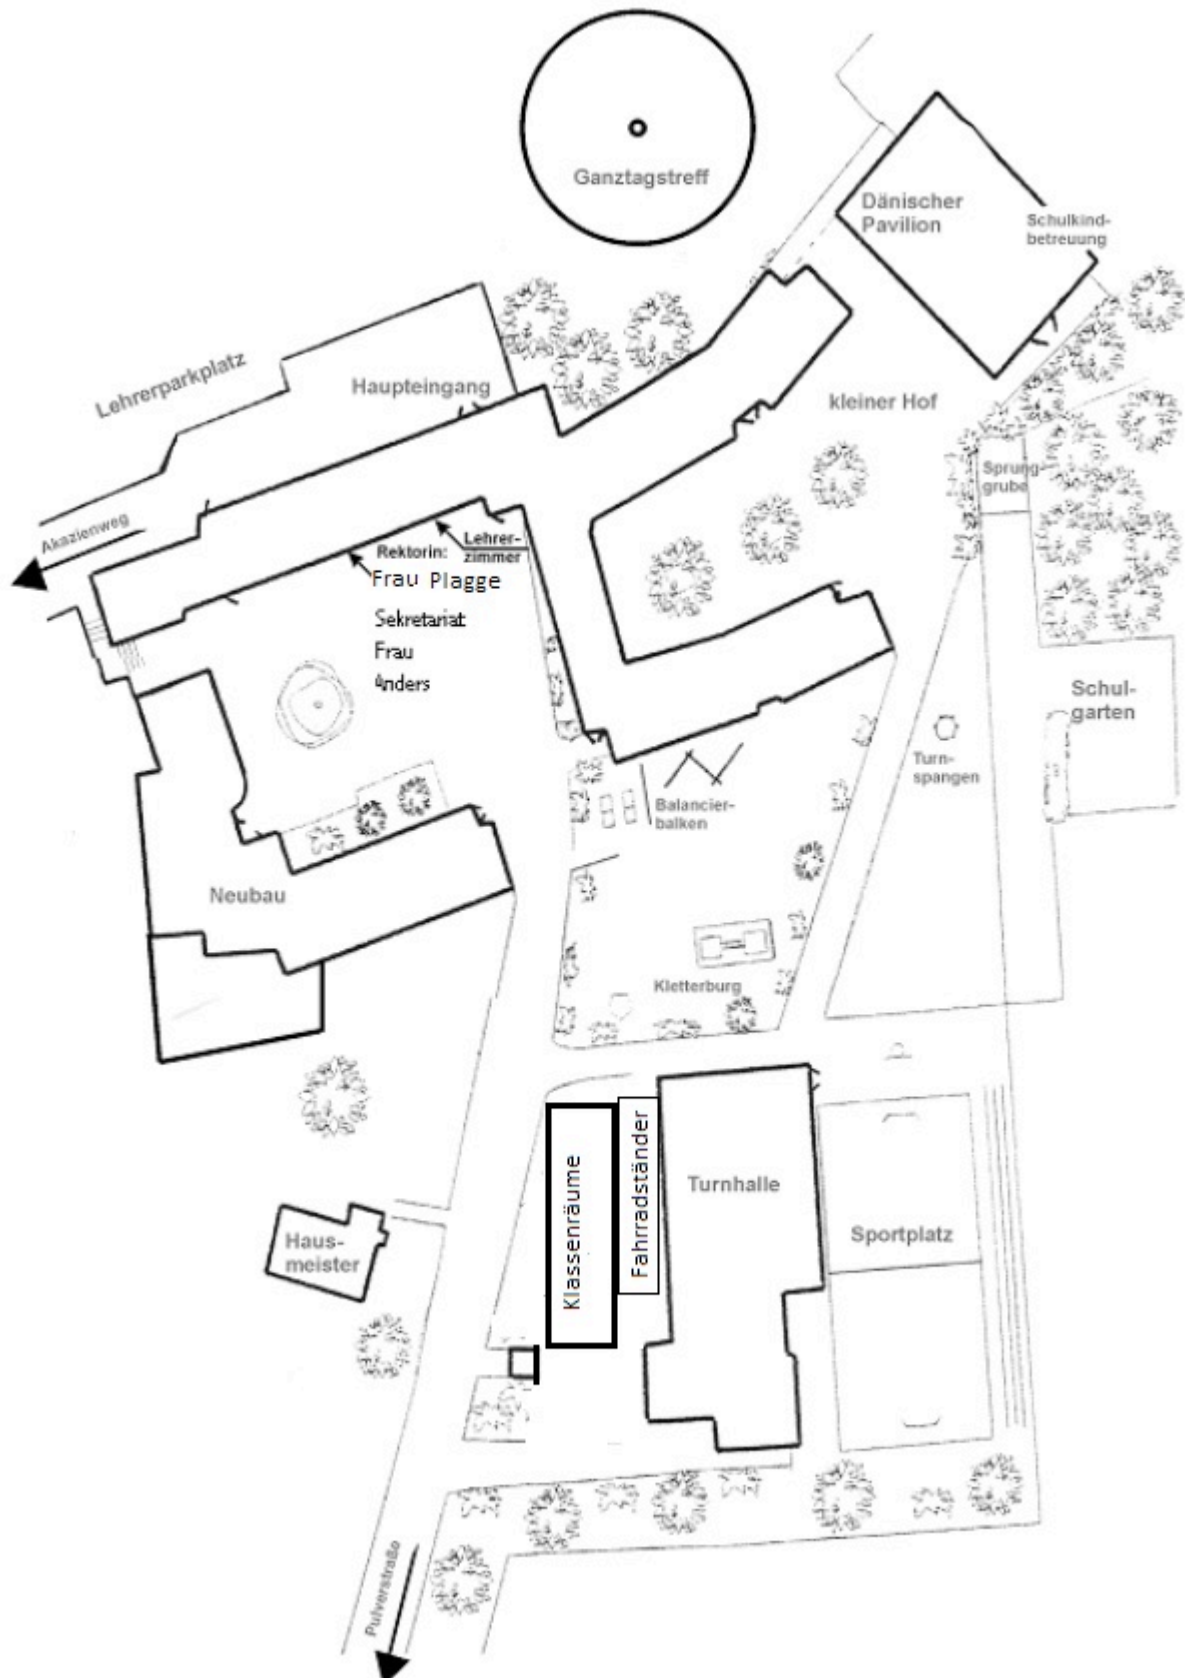 Ganztagstreff
Dänischer
Pavilion
Schulkind-
betreuung
Lehrerparkplatz
Haupteingang
kleiner Hof
Sprung-
grube
Akazienweg
Lehrer-
zimmer
Rektorin:
Frau Plagge
Sekretariat
Frau
Anders
Schul-
garten
Turn-
spangen
Balancier-
balken
Neubau
Kletterburg
Klassenräume
Fahrradständer
Turnhalle
Sportplatz
Haus-
meister
Pulverstraße